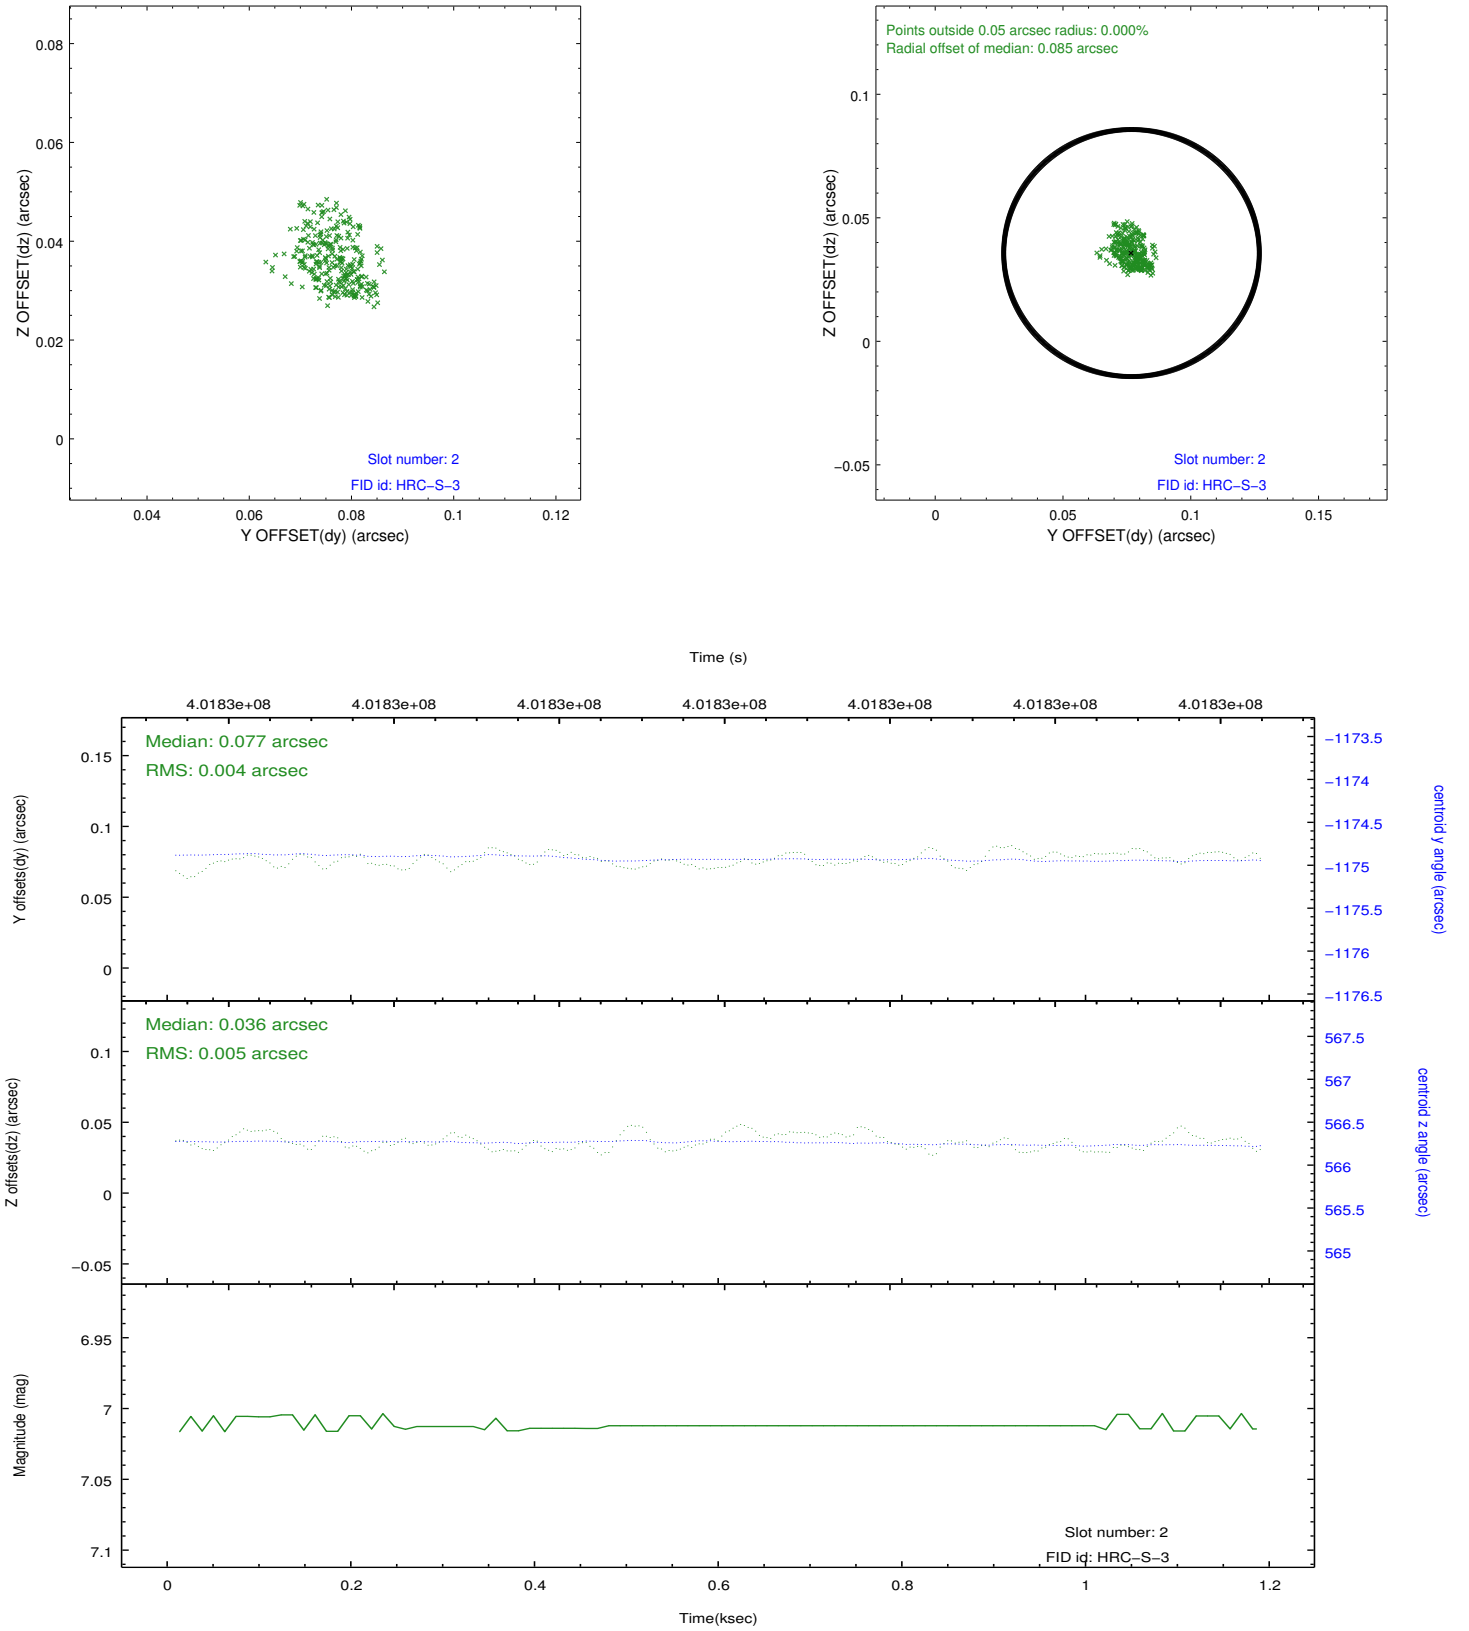 0.08
0.06
0.04
0.02
0
Z OFFSET(dz) (arcsec)
Slot number: 2
FID id: HRC−S−3
0.04 0.06 0.08 0.1 0.12
Y OFFSET(dy) (arcsec)
Points outside 0.05 arcsec radius: 0.000%
Radial offset of median: 0.085 arcsec
0.1
0.05
0
−0.05
Z OFFSET(dz) (arcsec)
Slot number: 2
FID id: HRC−S−3
0 0.05 0.1 0.15
Y OFFSET(dy) (arcsec)
Time (s)
4.0183e+08 4.0183e+08 4.0183e+08 4.0183e+08 4.0183e+08 4.0183e+08 4.0183e+08
Median: 0.077 arcsec
RMS: 0.004 arcsec
0.15
0.1
0.05
0
Y offsets(dy) (arcsec)
−1173.5
−1174
−1174.5
−1175
−1175.5
−1176
−1176.5
centroid y angle (arcsec)
Median: 0.036 arcsec
RMS: 0.005 arcsec
0.1
0.05
0
−0.05
Z offsets(dz) (arcsec)
567.5
567
566.5
566
565.5
565
centroid z angle (arcsec)
6.95
7
7.05
7.1
Magnitude (mag)
Slot number: 2
FID id: HRC−S−3
0 0.2 0.4 0.6 0.8 1 1.2
Time(ksec)